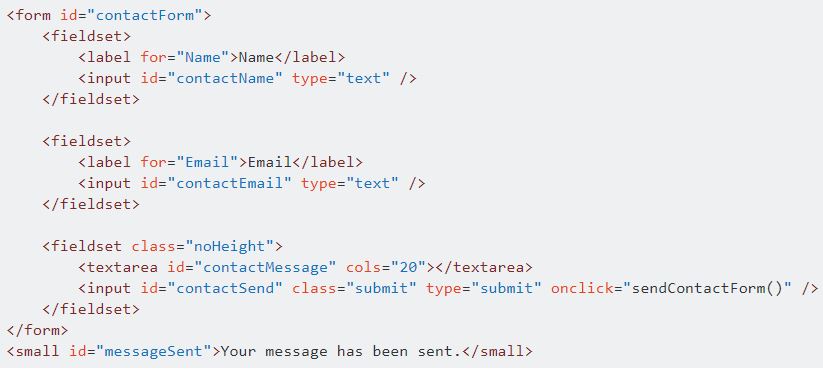 <form id="contactForm">
    <fieldset>
        <label for="Name">Name</label>
        <input id="contactName" type="text" />
    </fieldset>

    <fieldset>
        <label for="Email">Email</label>
        <input id="contactEmail" type="text" />
    </fieldset>

    <fieldset class="noHeight">
        <textarea id="contactMessage" cols="20"></textarea>
        <input id="contactSend" class="submit" type="submit" onclick="sendContactForm()" />
    </fieldset>
</form>
<small id="messageSent">Your message has been sent.</small>